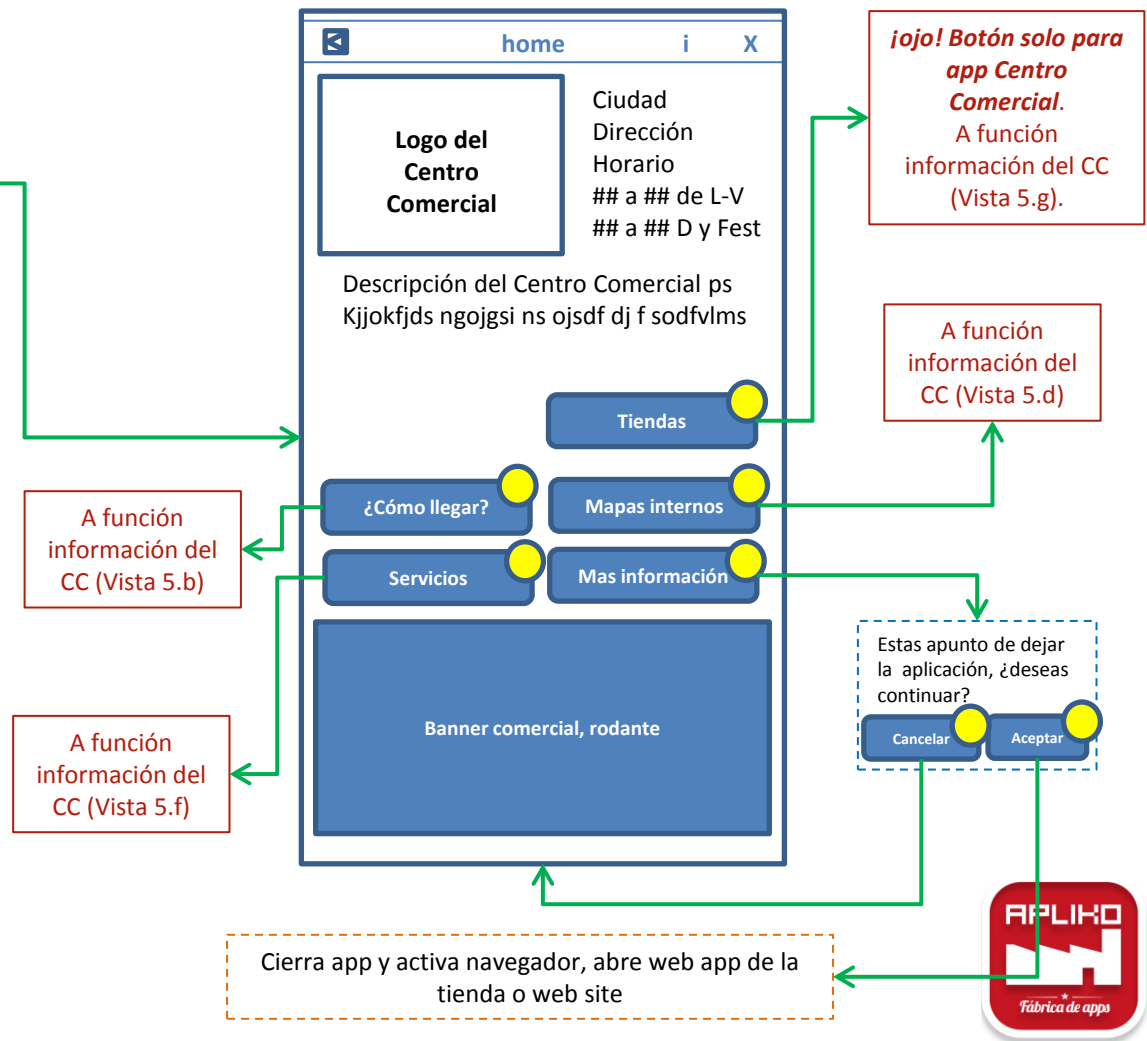 home i X
Logo del
Centro
Comercial
Ciudad
Dirección
Horario
## a ## de L-V
## a ## D y Fest
Descripción del Centro Comercial ps
Kjjokfjds ngojgsi ns ojsdf dj f sodfvlms
Tiendas
¿Cómo llegar?
Mapas internos
Servicios
Mas información
Banner comercial, rodante
¡ojo! Botón solo para
app Centro
Comercial.
A función
información del CC
(Vista 5.g).
A función
información del
CC (Vista 5.d)
A función
información del
CC (Vista 5.b)
A función
información del
CC (Vista 5.f)
Estas apunto de dejar
la aplicación, ¿deseas
continuar?
Cancelar
Aceptar
Cierra app y activa navegador, abre web app de la
tienda o web site
APLIKO
Fábrica de apps